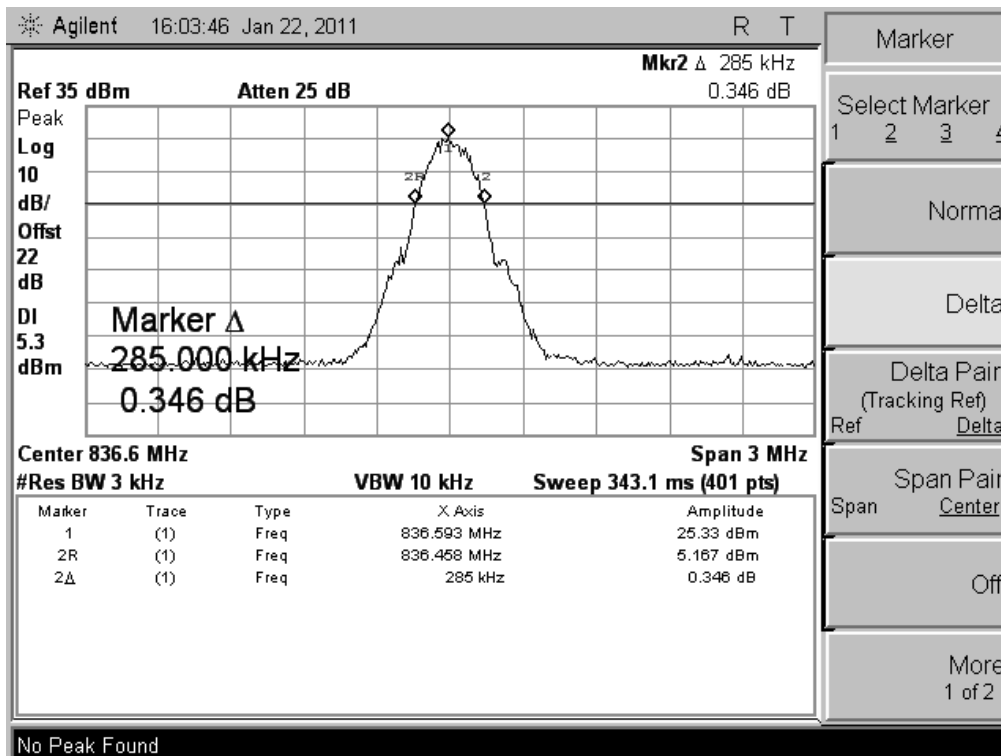 Agilent 16:03:46 Jan 22, 2011 R T
Mkr2 Δ 285 kHz
Ref 35 dBm Atten 25 dB 0.346 dB
Peak
Log
10
dB/
Offst
22
dB
DI
5.3
dBm
2R
1
2
Marker Δ
285.000 kHz
0.346 dB
Center 836.6 MHz Span 3 MHz
#Res BW 3 kHz VBW 10 kHz Sweep 343.1 ms (401 pts)
Marker Trace Type X Axis Amplitude
1 (1) Freq 836.593 MHz 25.33 dBm
2R (1) Freq 836.458 MHz 5.167 dBm
2Δ (1) Freq 285 kHz 0.346 dB
Marker
Select Marker
1 2 3 4
Norma
Delta
Delta Pair
(Tracking Ref)
Ref Delta
Span Pair
Span Center
Off
More
1 of 2
No Peak Found